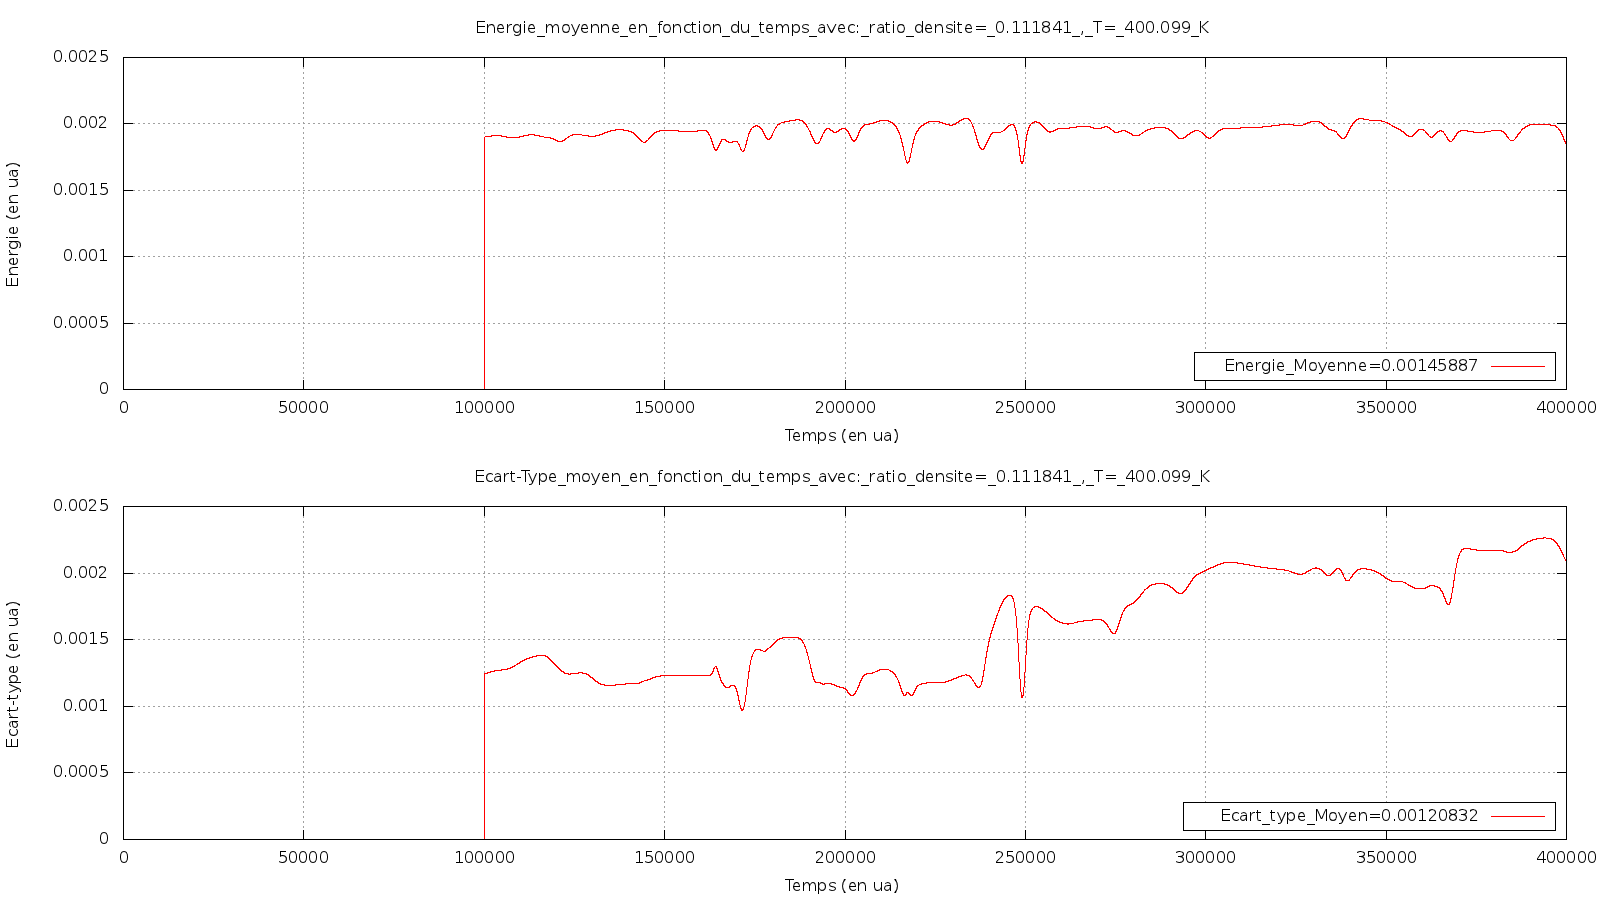 Energie_moyenne_en_fonction_du_temps_avec:_ratio_densite=_0.111841_,_T=_400.099_K
0.0025
0.002
0.0015
0.001
0.0005
0
Energie (en ua)
Energie_Moyenne=0.00145887
0 50000 100000 150000 200000 250000 300000 350000 400000
Temps (en ua)
Ecart-Type_moyen_en_fonction_du_temps_avec:_ratio_densite=_0.111841_,_T=_400.099_K
0.0025
0.002
0.0015
0.001
0.0005
0
Ecart-type (en ua)
Ecart_type_Moyen=0.00120832
0 50000 100000 150000 200000 250000 300000 350000 400000
Temps (en ua)